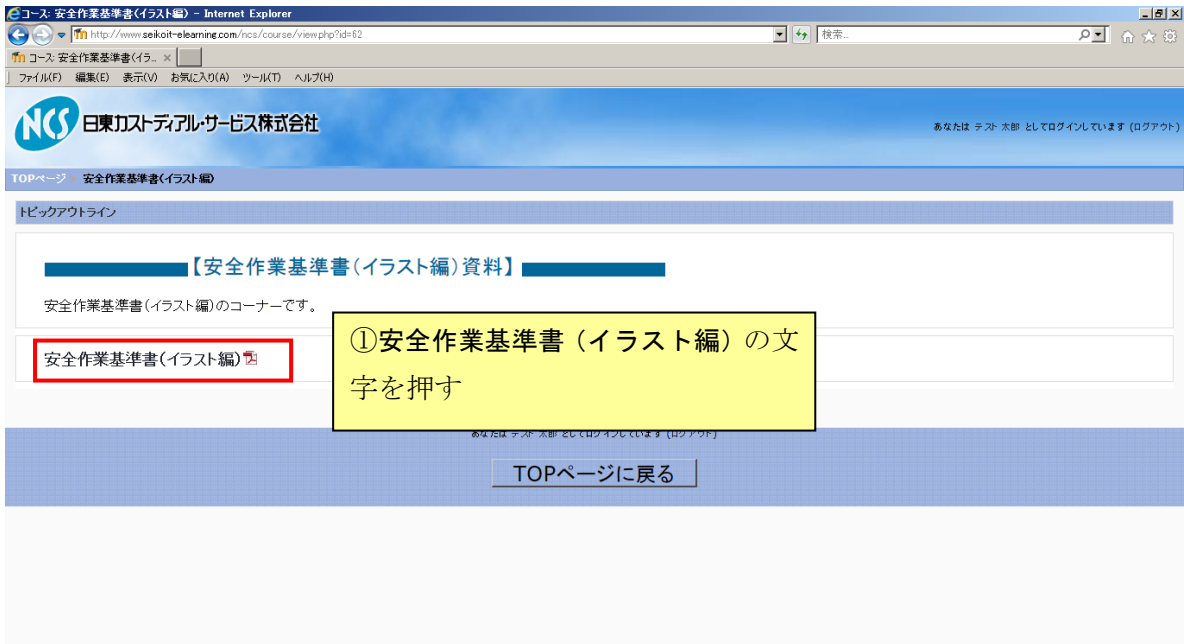 コース: 安全作業基準書(イラスト編) - Internet Explorer
http://www.seikoit-elearning.com/ncs/course/view.php?id=62
検索...
コース: 安全作業基準書(イラ...
ファイル(F) 編集(E) 表示(V) お気に入り(A) ツール(T) ヘルプ(H)
NCS 日東カストディアル・サービス株式会社
あなたは テスト 太郎 としてログインしています (ログアウト)
TOPページ » 安全作業基準書(イラスト編)
トピックアウトライン
【安全作業基準書(イラスト編)資料】
安全作業基準書(イラスト編)のコーナーです。
安全作業基準書(イラスト編)
①安全作業基準書(イラスト編)の文
字を押す
あなたは テスト 太郎 としてログインしています (ログアウト)
TOPページに戻る